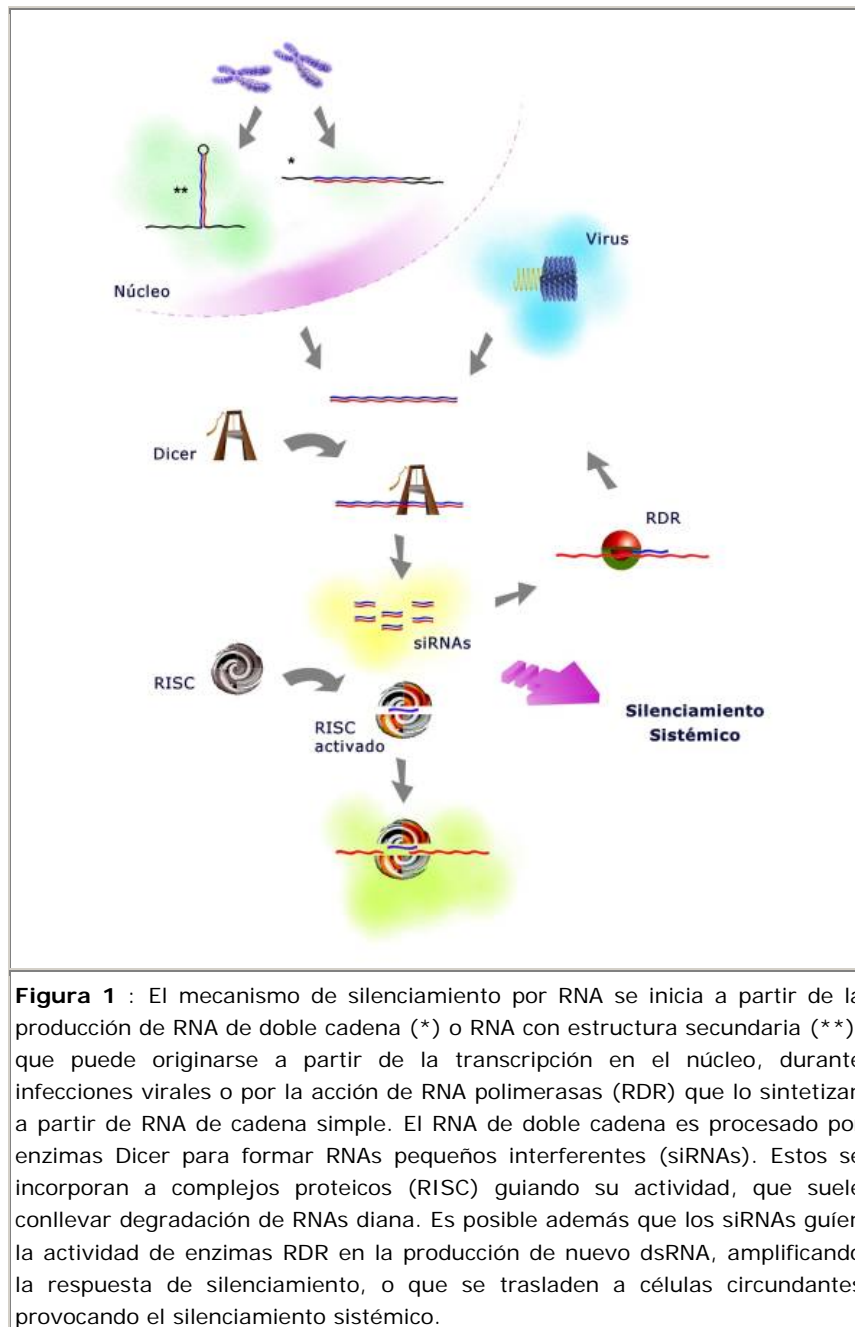 *
**
Núcleo
Virus
Dicer
RDR
siRNAs
RISC
RISC
activado
Silenciamiento
Sistémico
Figura 1 : El mecanismo de silenciamiento por RNA se inicia a partir de la
producción de RNA de doble cadena (*) o RNA con estructura secundaria (**)
que puede originarse a partir de la transcripción en el núcleo, durante
infecciones virales o por la acción de RNA polimerasas (RDR) que lo sintetizan
a partir de RNA de cadena simple. El RNA de doble cadena es procesado por
enzimas Dicer para formar RNAs pequeños interferentes (siRNAs). Estos se
incorporan a complejos proteicos (RISC) guiando su actividad, que suele
conllevar degradación de RNAs diana. Es posible además que los siRNAs guíen
la actividad de enzimas RDR en la producción de nuevo dsRNA, amplificando
la respuesta de silenciamiento, o que se trasladen a células circundantes
provocando el silenciamiento sistémico.